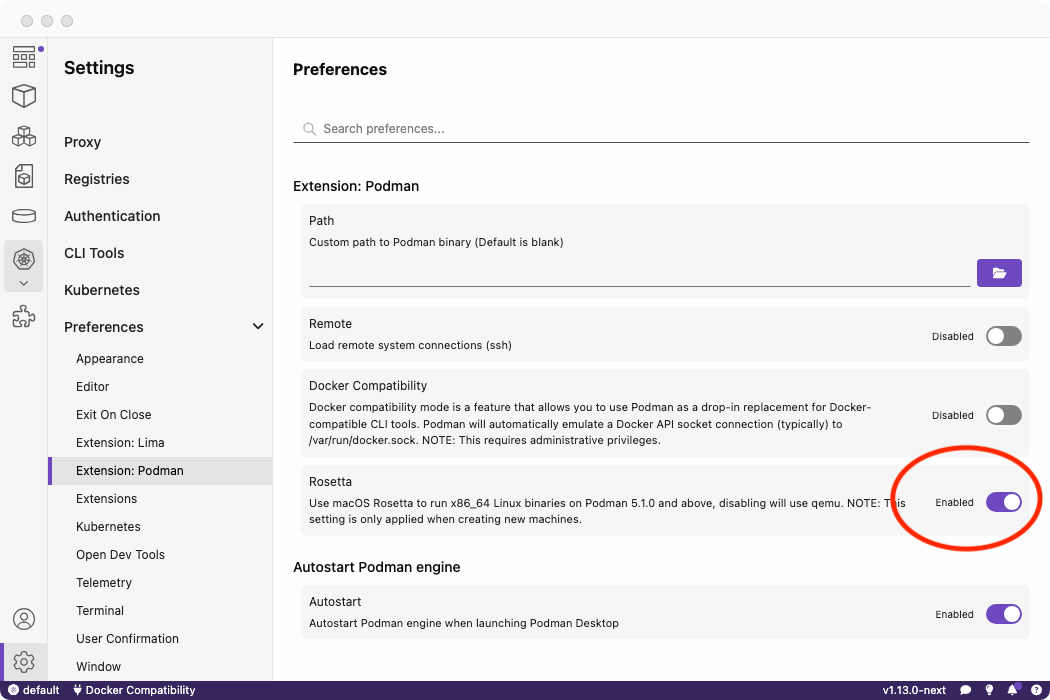 Settings
Proxy
Registries
Authentication
CLI Tools
Kubernetes
Preferences
Appearance
Editor
Exit On Close
Extension: Lima
Extension: Podman
Extensions
Kubernetes
Open Dev Tools
Telemetry
Terminal
User Confirmation
Window
Preferences
Search preferences...
Extension: Podman
Path
Custom path to Podman binary (Default is blank)
Remote
Load remote system connections (ssh)
Disabled
Docker Compatibility
Docker compatibility mode is a feature that allows you to use Podman as a drop-in replacement for Docker-
compatible CLI tools. Podman will automatically emulate a Docker API socket connection (typically) to
/var/run/docker.sock. NOTE: This requires administrative privileges.
Disabled
Rosetta
Use macOS Rosetta to run x86_64 Linux binaries on Podman 5.1.0 and above, disabling will use qemu. NOTE: This
setting is only applied when creating new machines.
Enabled
Autostart Podman engine
Autostart
Autostart Podman engine when launching Podman Desktop
Enabled
default
Docker Compatibility
v1.13.0-next